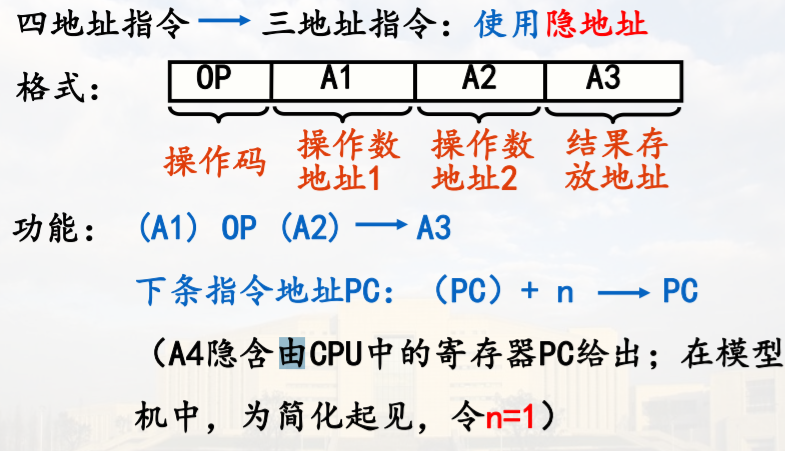 四地址指令 → 三地址指令：使用隐地址
格式： OP A1 A2 A3
操作码 操作数地址1 操作数地址2 结果存放地址
功能： (A1) OP (A2) → A3
下条指令地址PC：（PC）+ n → PC
（A4隐含由CPU中的寄存器PC给出；在模型
机中，为简化起见，令n=1）